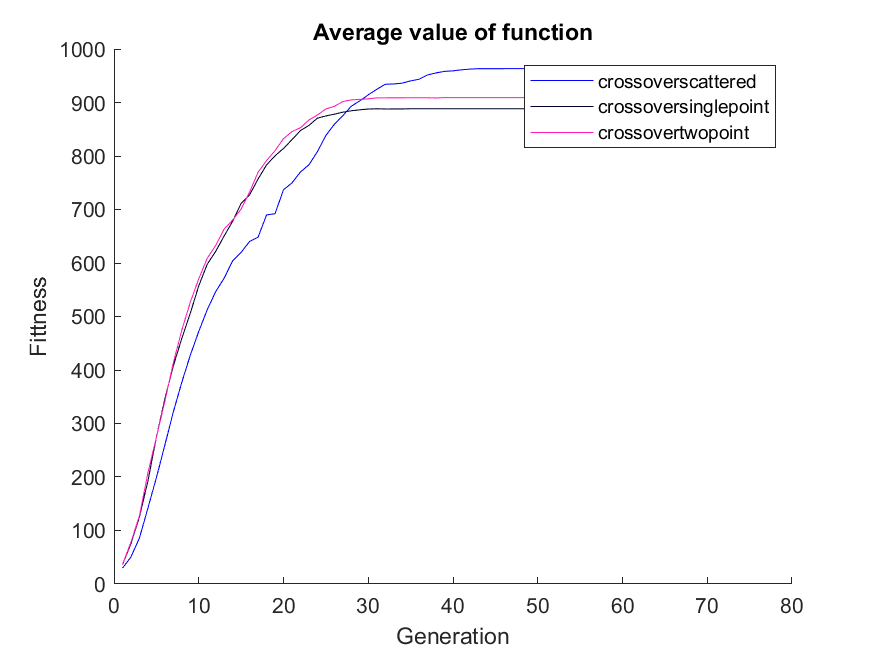 Average value of function
1000
900
800
700
600
500
400
300
200
100
0
Fittness
crossoverscattered
crossoversinglepoint
crossovertwopoint
0 10 20 30 40 50 60 70 80
Generation